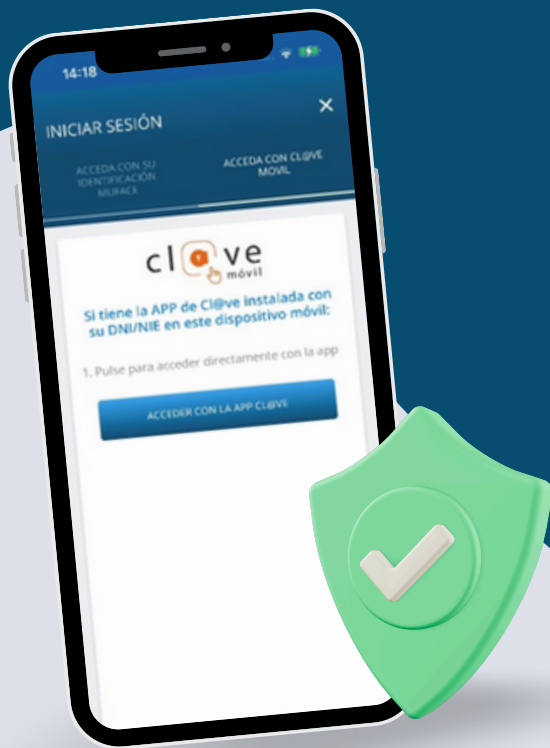 14:18
INICIAR SESIÓN
ACCEDA CON SU
IDENTIFICACIÓN
MUFACE
ACCEDA CON CL@VE
MOVIL
cl@ve
móvil
Si tiene la APP de Cl@ve instalada con
su DNI/NIE en este dispositivo móvil:
1. Pulse para acceder directamente con la app
ACCEDER CON LA APP CL@VE